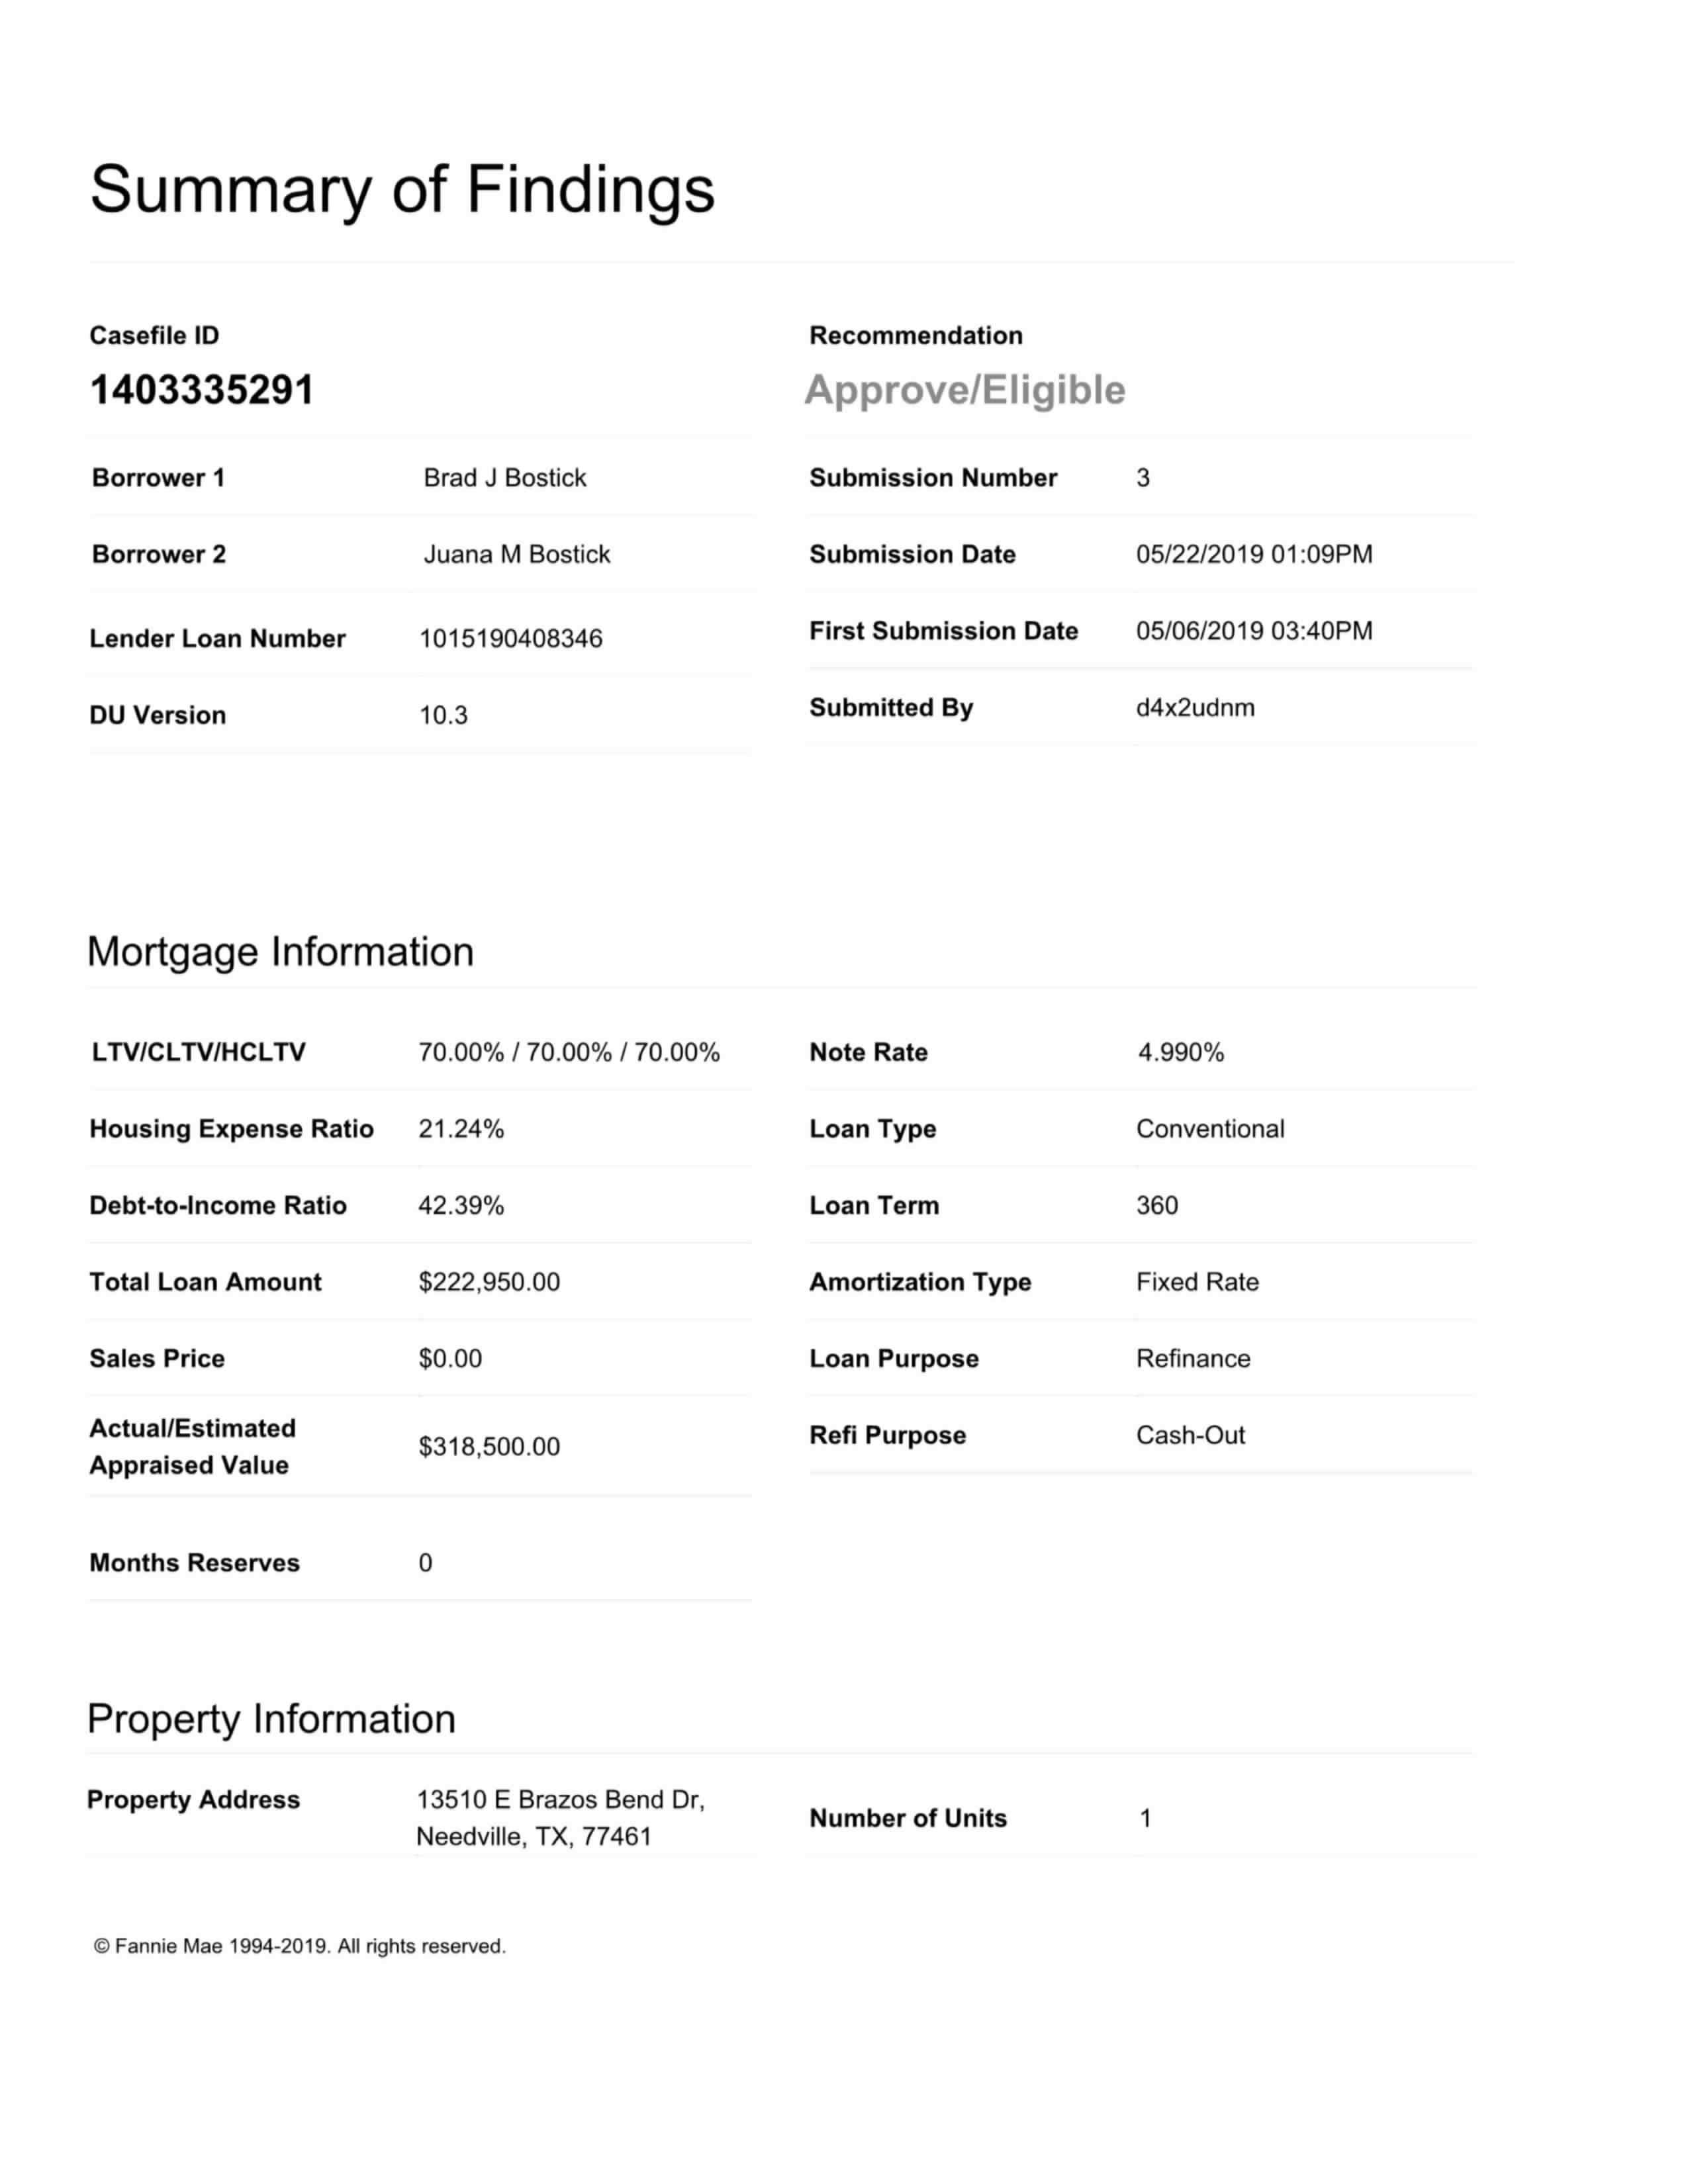 Summary of Findings
Casefile ID
1403335291
Recommendation
Approve/Eligible
Borrower 1 Brad J Bostick
Borrower 2 Juana M Bostick
Lender Loan Number 1015190408346
DU Version 10.3
Submission Number 3
Submission Date 05/22/2019 01:09PM
First Submission Date 05/06/2019 03:40PM
Submitted By d4x2udnm
Mortgage Information
LTV/CLTV/HCLTV 70.00% / 70.00% / 70.00%
Housing Expense Ratio 21.24%
Debt-to-Income Ratio 42.39%
Total Loan Amount $222,950.00
Sales Price $0.00
Actual/Estimated
Appraised Value $318,500.00
Months Reserves 0
Note Rate 4.990%
Loan Type Conventional
Loan Term 360
Amortization Type Fixed Rate
Loan Purpose Refinance
Refi Purpose Cash-Out
Property Information
Property Address 13510 E Brazos Bend Dr,
Needville, TX, 77461
Number of Units 1
© Fannie Mae 1994-2019. All rights reserved.